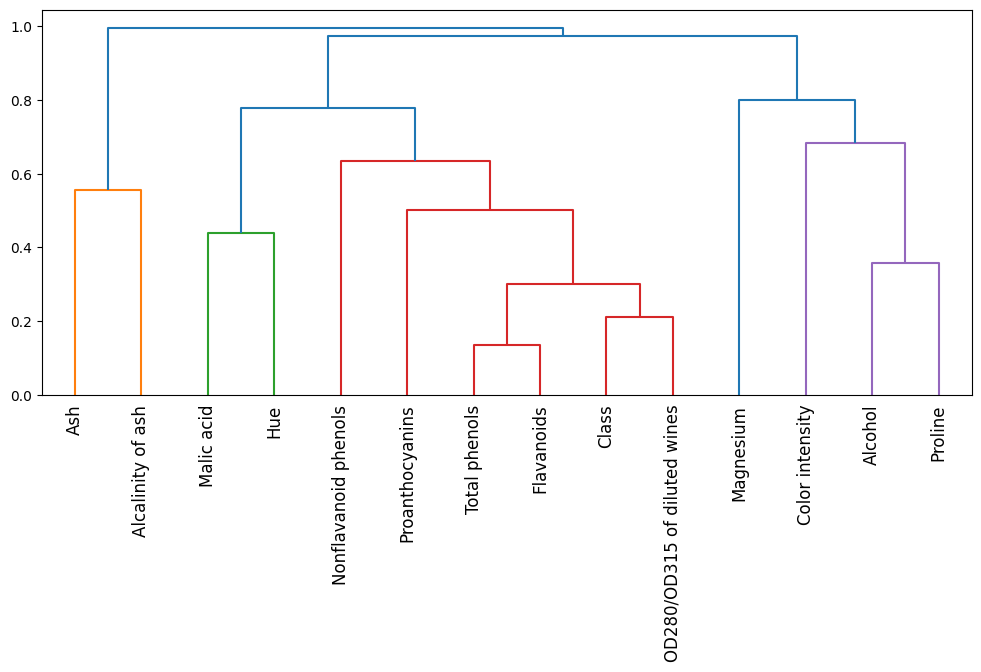 1.0
0.8
0.6
0.4
0.2
0.0
Ash
Alcalinity of ash
Malic acid
Hue
Nonflavanoid phenols
Proanthocyanins
Total phenols
Flavanoids
Class
OD280/OD315 of diluted wines
Magnesium
Color intensity
Alcohol
Proline